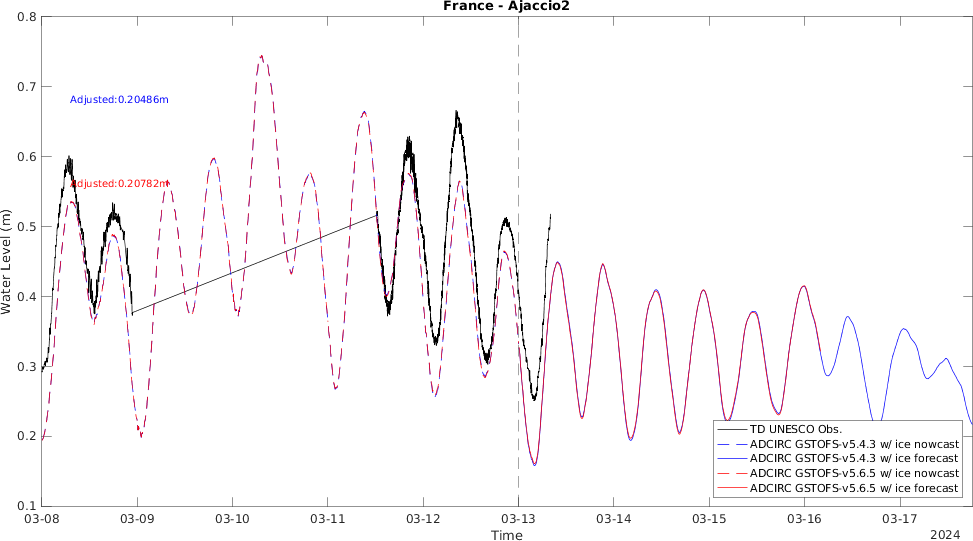 France - Ajaccio2
0.8
0.7
0.6
0.5
0.4
0.3
0.2
0.1
Water Level (m)
Adjusted:0.20486m
Adjusted:0.20782m
TD UNESCO Obs.
ADCIRC GSTOFS-v5.4.3 w/ ice nowcast
ADCIRC GSTOFS-v5.4.3 w/ ice forecast
ADCIRC GSTOFS-v5.6.5 w/ ice nowcast
ADCIRC GSTOFS-v5.6.5 w/ ice forecast
03-08 03-09 03-10 03-11 03-12 03-13 03-14 03-15 03-16 03-17
Time
2024